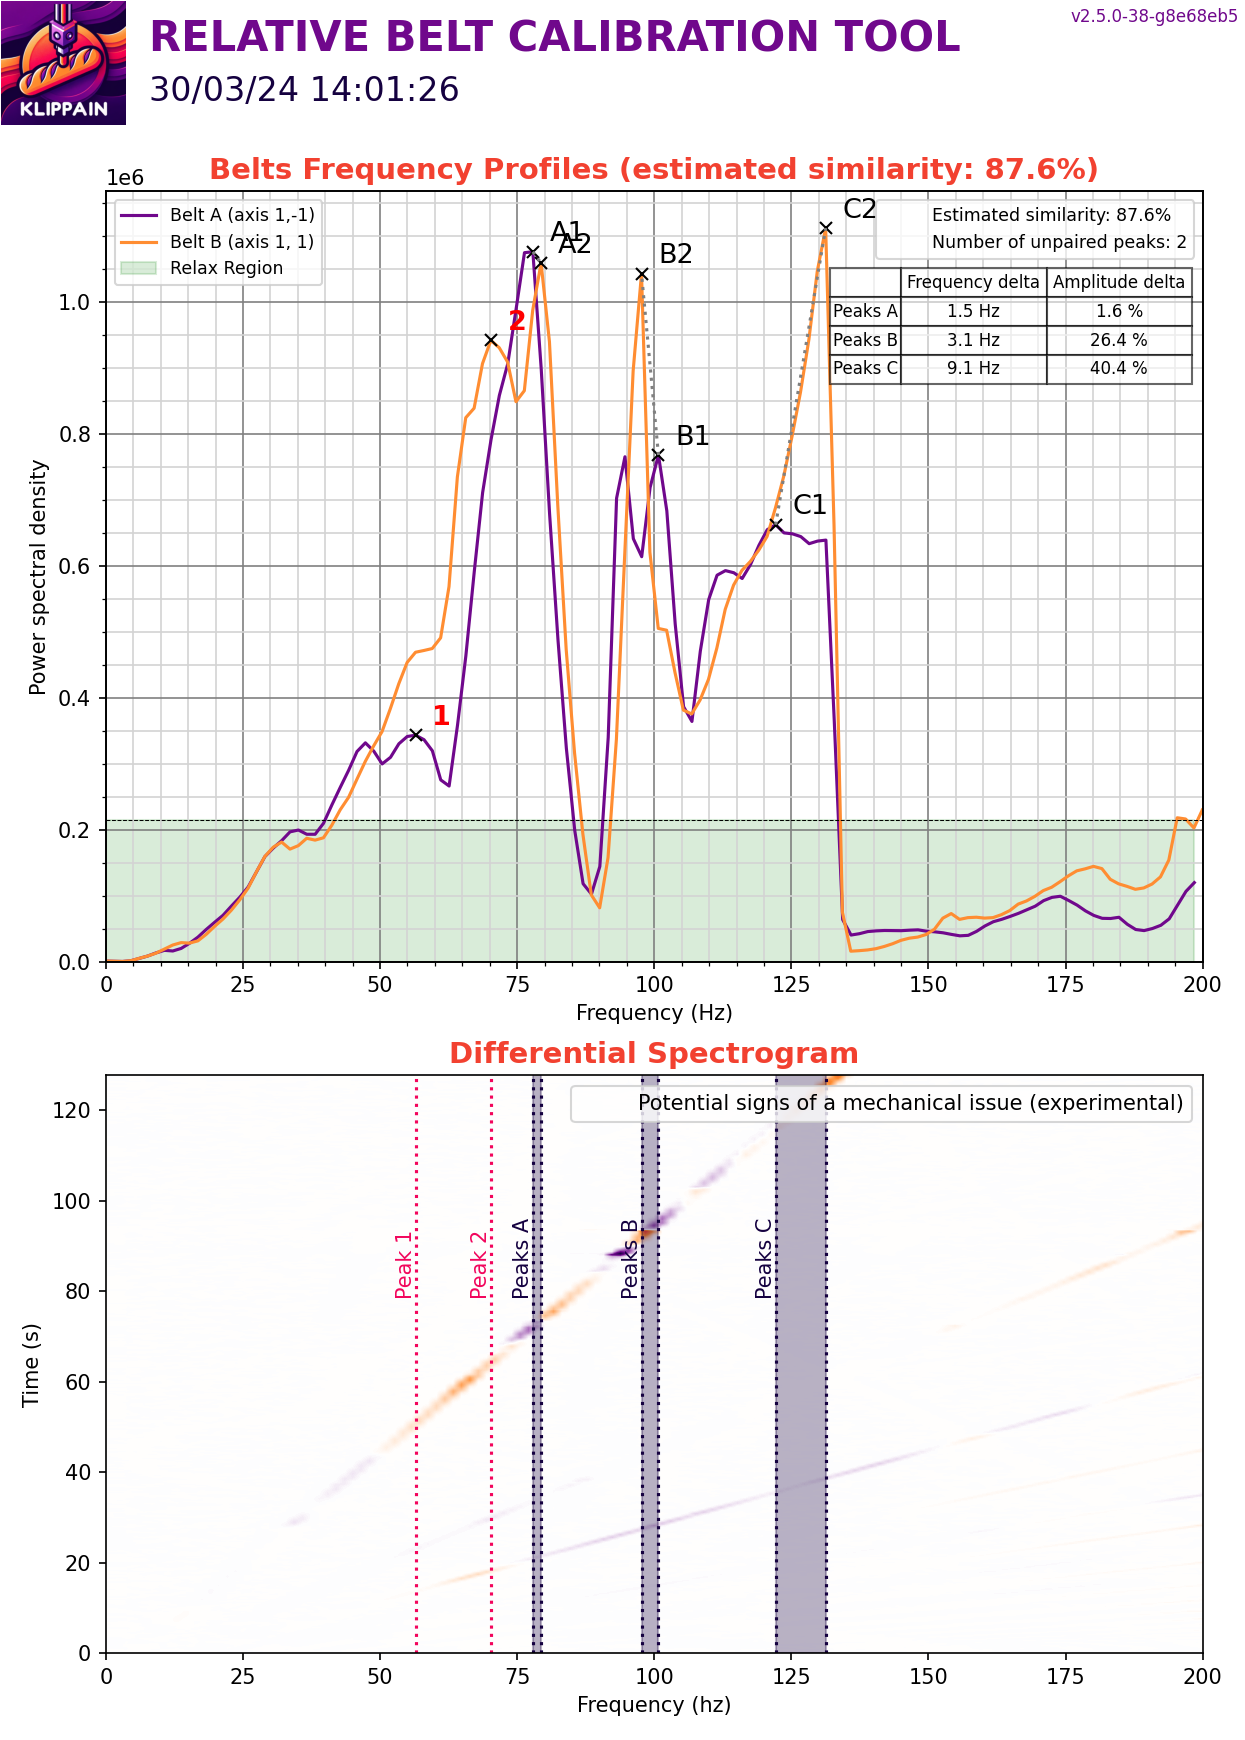 KLIPPAIN
RELATIVE BELT CALIBRATION TOOL
v2.5.0-38-g8e68eb5
30/03/24 14:01:26
Belts Frequency Profiles (estimated similarity: 87.6%)
1e6
Belt A (axis 1,-1)
Belt B (axis 1, 1)
Relax Region
Estimated similarity: 87.6%
Number of unpaired peaks: 2
Frequency delta Amplitude delta
Peaks A 1.5 Hz 1.6 %
Peaks B 3.1 Hz 26.4 %
Peaks C 9.1 Hz 40.4 %
A1
A2
B2
C2
2
B1
C1
1
1.0
0.8
0.6
0.4
0.2
0.0
Power spectral density
0 25 50 75 100 125 150 175 200
Frequency (Hz)
Differential Spectrogram
Potential signs of a mechanical issue (experimental)
Peak 1
Peak 2
Peaks A
Peaks B
Peaks C
120
100
80
60
40
20
0
Time (s)
0 25 50 75 100 125 150 175 200
Frequency (hz)